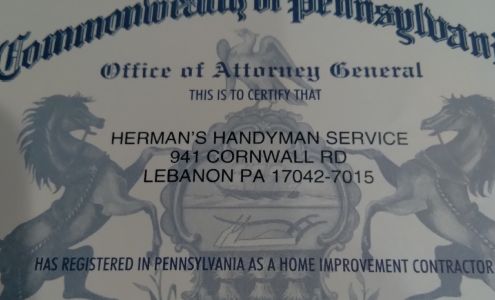 Commonwealth of Pennsylvania
Office of Attorney General
THIS IS TO CERTIFY THAT
HERMAN'S HANDYMAN SERVICE
941 CORNWALL RD
LEBANON PA 17042-7015
HAS REGISTERED IN PENNSYLVANIA AS A HOME IMPROVEMENT CONTRACTOR